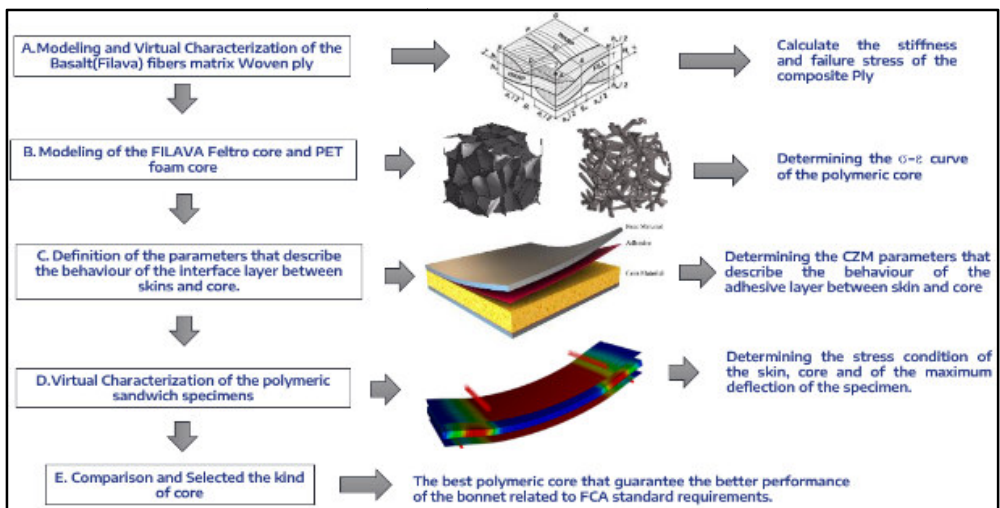 A.Modeling and Virtual Characterization of the
Basalt(Filava) fibers matrix Woven ply
Calculate the stiffness
and failure stress of the
composite Ply
B. Modeling of the FILAVA Feltro core and PET
foam core
Determining the σ-ε curve
of the polymeric core
C. Definition of the parameters that describe
the behaviour of the interface layer between
skins and core.
Face Material
Adhesive
Core Material
Determining the CZM parameters that
describe the behaviour of the
adhesive layer between skin and core
D.Virtual Characterization of the polymeric
sandwich specimens
Determining the stress condition of
the skin, core and of the maximum
deflection of the specimen.
E. Comparison and Selected the kind
of core
The best polymeric core that guarantee the better performance
of the bonnet related to FCA standard requirements.